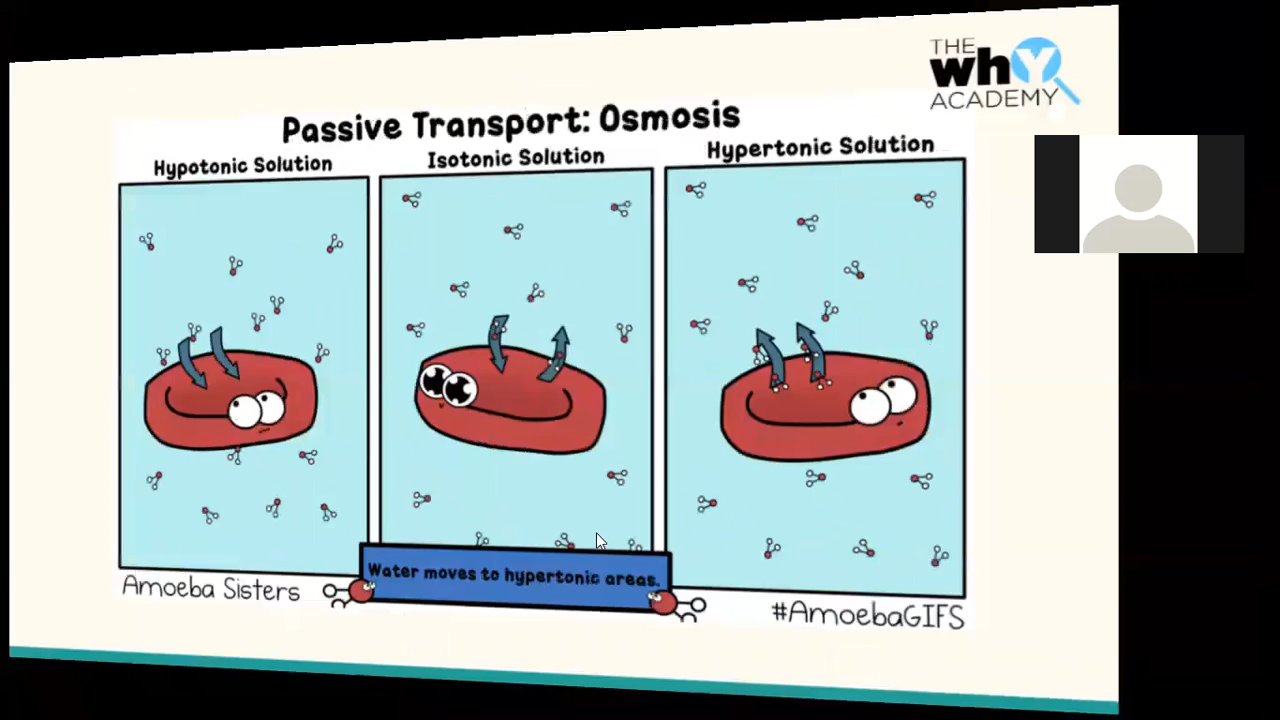 THE
whY
ACADEMY
Passive Transport: Osmosis
Hypotonic Solution
Isotonic Solution
Hypertonic Solution
Water moves to hypertonic areas.
Amoeba Sisters
#AmoebaGIFS